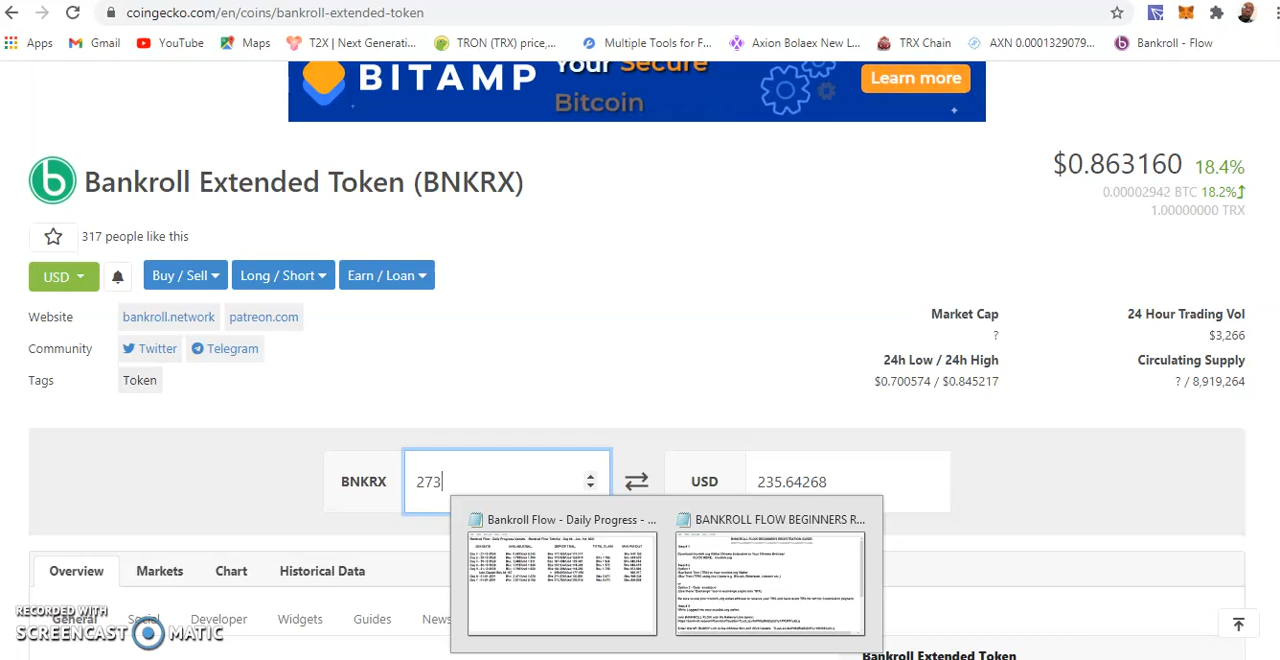 coingecko.com/en/coins/bankroll-extended-token
Apps Gmail YouTube Maps T2X | Next Generati... TRON (TRX) price,... Multiple Tools for F... Axion Bolaex New L... TRX Chain AXN 0.0001329079... Bankroll - Flow
BITAMP Your Secure Bitcoin Learn more
Bankroll Extended Token (BNKRX)
$0.863160 18.4%
0.00002942 BTC 18.2%
1.00000000 TRX
317 people like this
USD Buy / Sell Long / Short Earn / Loan
Website bankroll.network patreon.com
Community Twitter Telegram
Tags Token
Market Cap 24 Hour Trading Vol
? $3,266
24h Low / 24h High Circulating Supply
$0.700574 / $0.845217 ? / 8,919,264
BNKRX 273 USD 235.64268
Bankroll Flow - Daily Progress - ... BANKROLL FLOW BEGINNERS R...
Overview Markets Chart Historical Data
General Social Developer Widgets Guides News
RECORDED WITH
SCREENCAST MATIC
Bankroll Extended Token